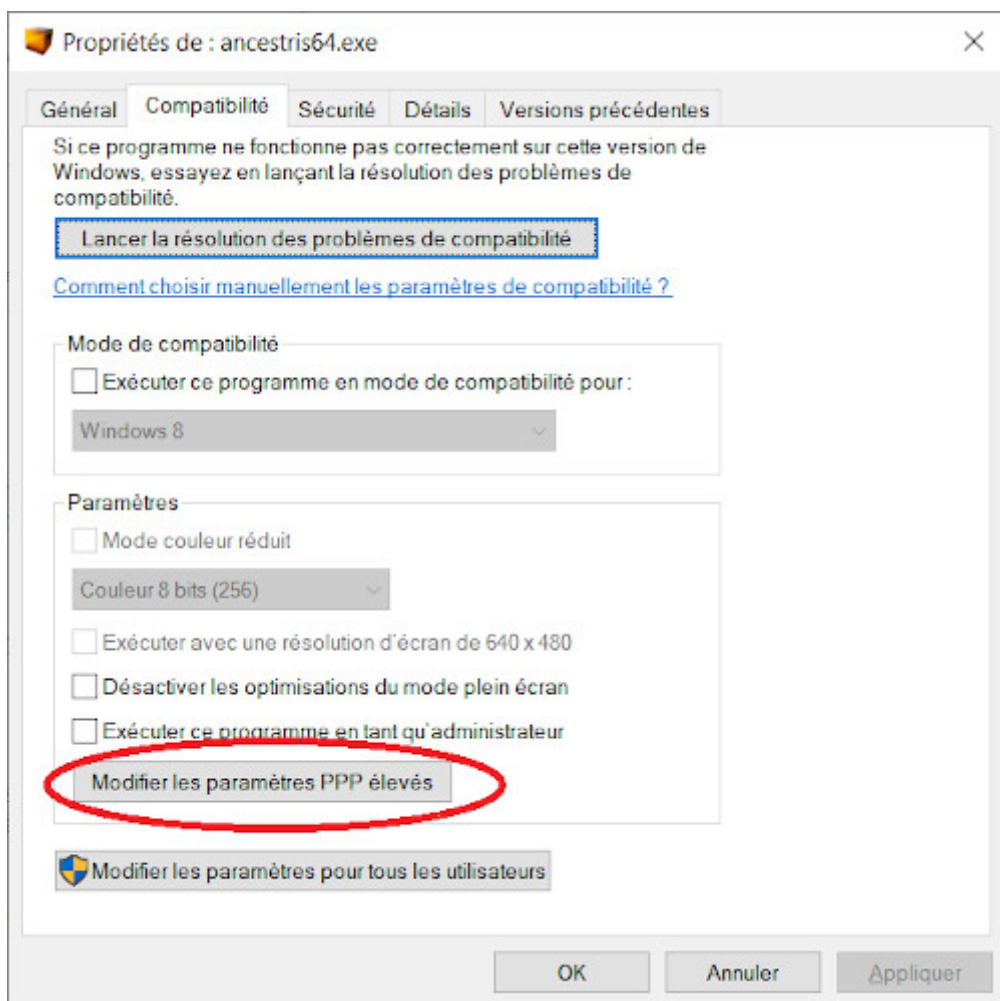 Propriétés de : ancestris64.exe
Général Compatibilité Sécurité Détails Versions précédentes
Si ce programme ne fonctionne pas correctement sur cette version de
Windows, essayez en lançant la résolution des problèmes de
compatibilité.
Lancer la résolution des problèmes de compatibilité
Comment choisir manuellement les paramètres de compatibilité ?
Mode de compatibilité
Exécuter ce programme en mode de compatibilité pour :
Windows 8
Paramètres
Mode couleur réduit
Couleur 8 bits (256)
Exécuter avec une résolution d'écran de 640 x 480
Désactiver les optimisations du mode plein écran
Exécuter ce programme en tant qu'administrateur
Modifier les paramètres PPP élevés
Modifier les paramètres pour tous les utilisateurs
OK Annuler Appliquer